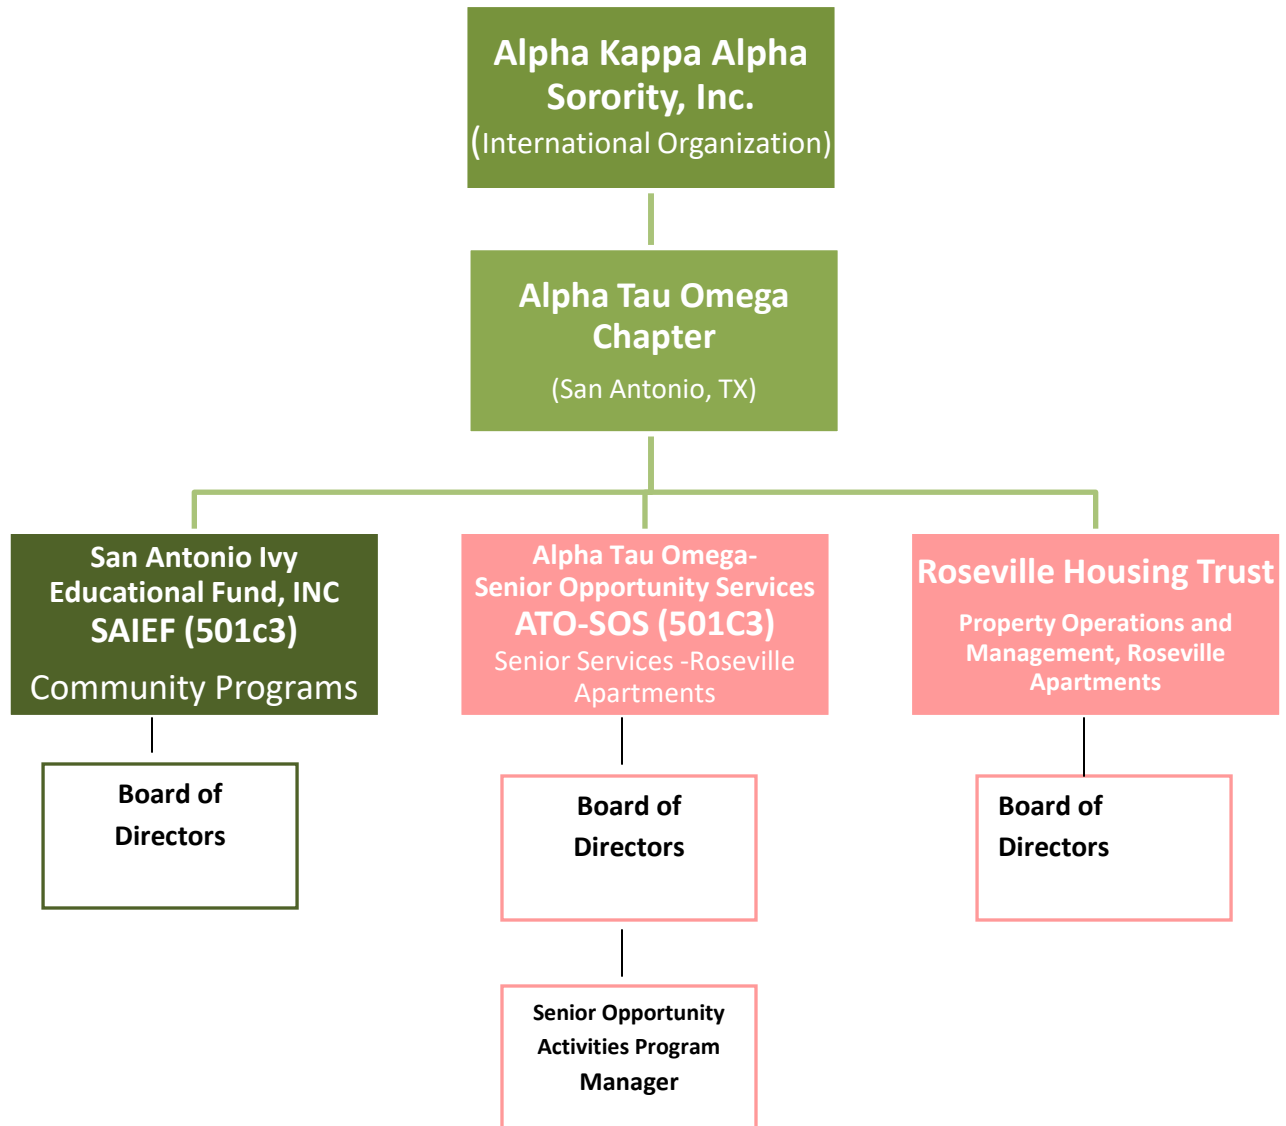 Alpha Kappa Alpha
Sorority, Inc.
(International Organization)
Alpha Tau Omega
Chapter
(San Antonio, TX)
San Antonio Ivy
Educational Fund, INC
SAIEF (501c3)
Community Programs
Alpha Tau Omega-
Senior Opportunity Services
ATO-SOS (501C3)
Senior Services -Roseville
Apartments
Roseville Housing Trust
Property Operations and
Management, Roseville
Apartments
Board of
Directors
Board of
Directors
Board of
Directors
Senior Opportunity
Activities Program
Manager